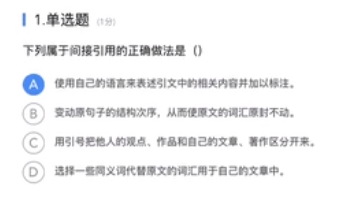 1.单选题 (1分)
下列属于间接引用的正确做法是（）
A 使用自己的语言来表述引文中的相关内容并加以标注。
B 变动原句子的结构次序，从而使原文的词汇原封不动。
C 用引号把他人的观点、作品和自己的文章、著作区分开来。
D 选择一些同义词代替原文的词汇用于自己的文章中。